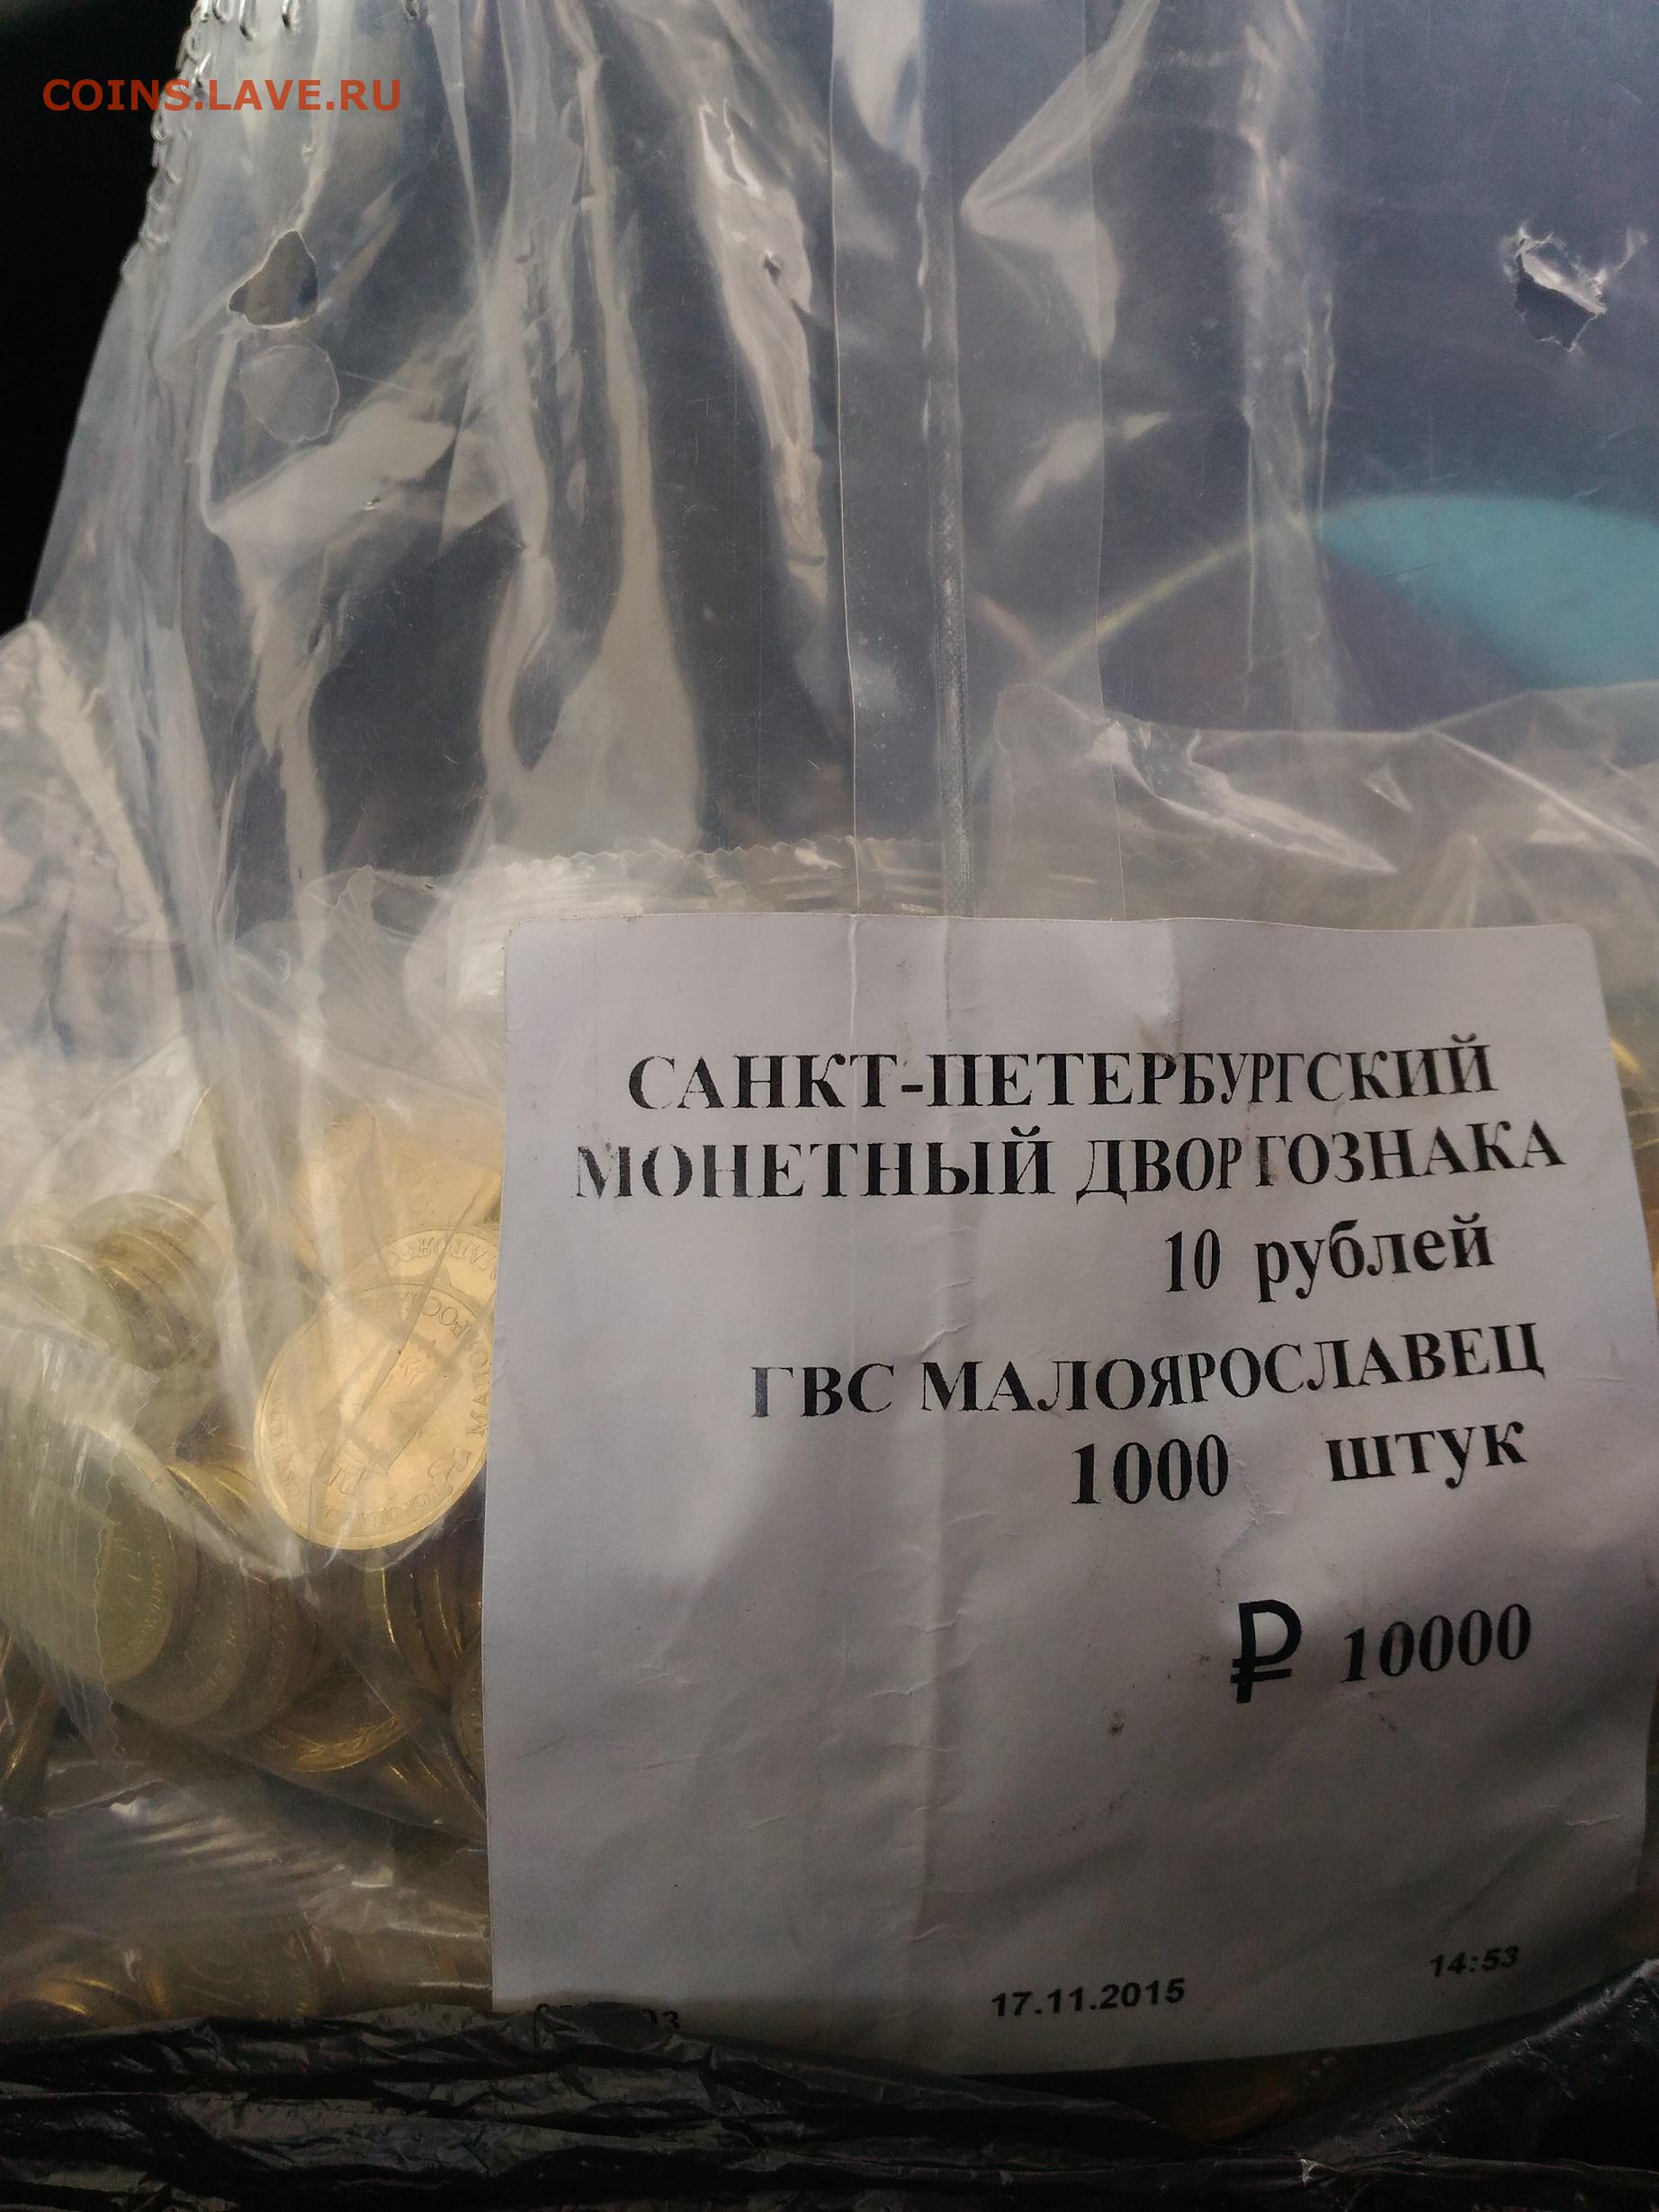 COINS.LAVE.RU
САНКТ-ПЕТЕРБУРГСКИЙ
МОНЕТНЫЙ ДВОР ГОЗНАКА
10 рублей
ГВС МАЛОЯРОСЛАВЕЦ
1000 штук
₽ 10000
14:53
17.11.2015